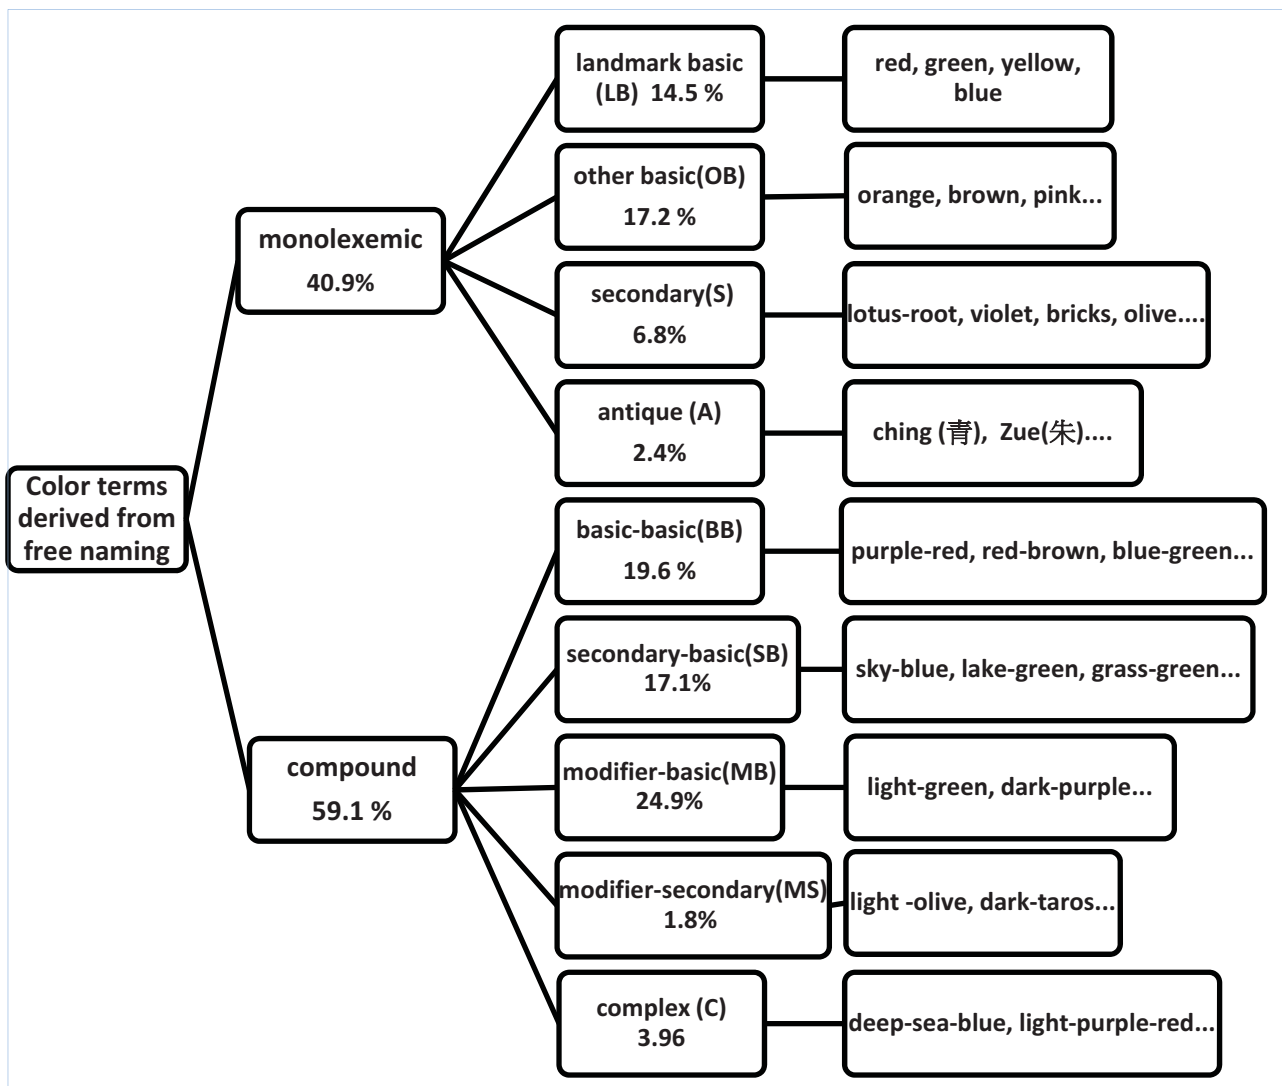 Color terms
derived from
free naming
monolexemic
40.9%
landmark basic
(LB)  14.5 %
red, green, yellow,
blue
other basic(OB)
17.2 %
orange, brown, pink...
secondary(S)
6.8%
lotus-root, violet, bricks, olive....
antique (A)
2.4%
ching (青),  Zue(朱)....
compound
59.1 %
basic-basic(BB)
19.6 %
purple-red, red-brown, blue-green...
secondary-basic(SB)
17.1%
sky-blue, lake-green, grass-green...
modifier-basic(MB)
24.9%
light-green, dark-purple...
modifier-secondary(MS)
1.8%
light -olive, dark-taros...
complex (C)
3.96
deep-sea-blue, light-purple-red...